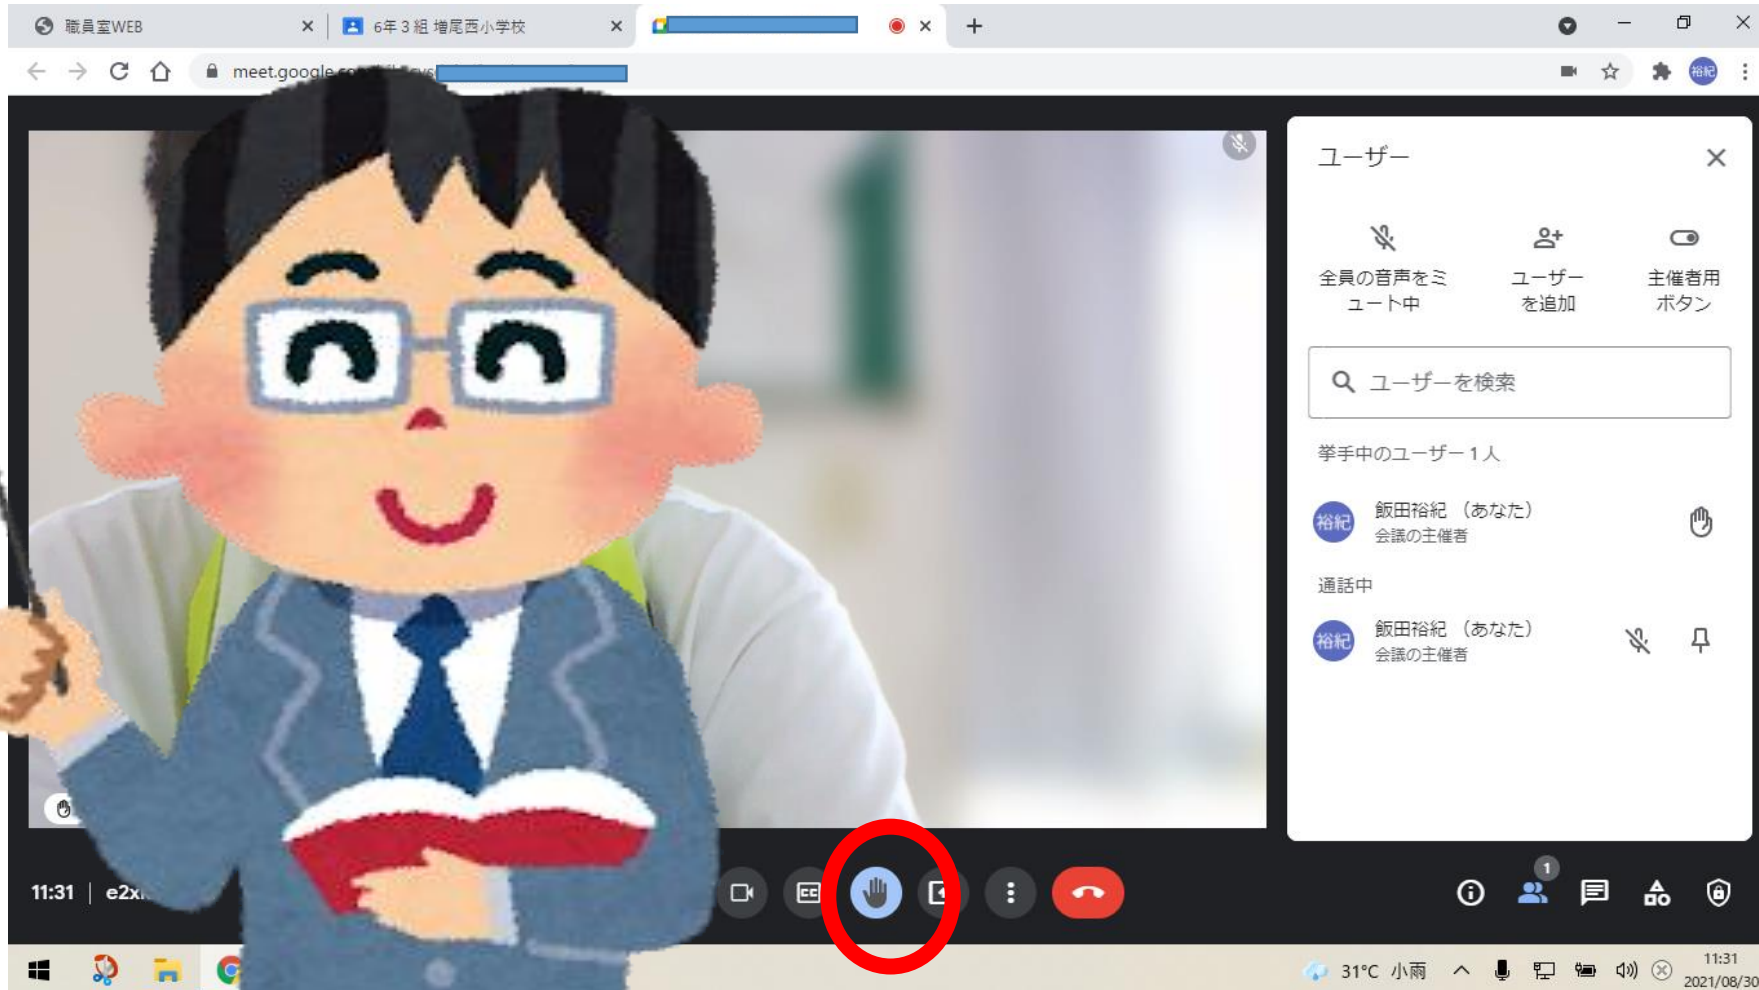 職員室WEB
6年3組 増尾西小学校
meet.google
裕紀
ユーザー
全員の音声をミ
ュート中
ユーザー
を追加
主催者用
ボタン
ユーザーを検索
挙手中のユーザー 1人
裕紀
飯田裕紀 (あなた)
会議の主催者
通話中
裕紀
飯田裕紀 (あなた)
会議の主催者
11:31 | e2x
CC
1
31°C 小雨
11:31
2021/08/30